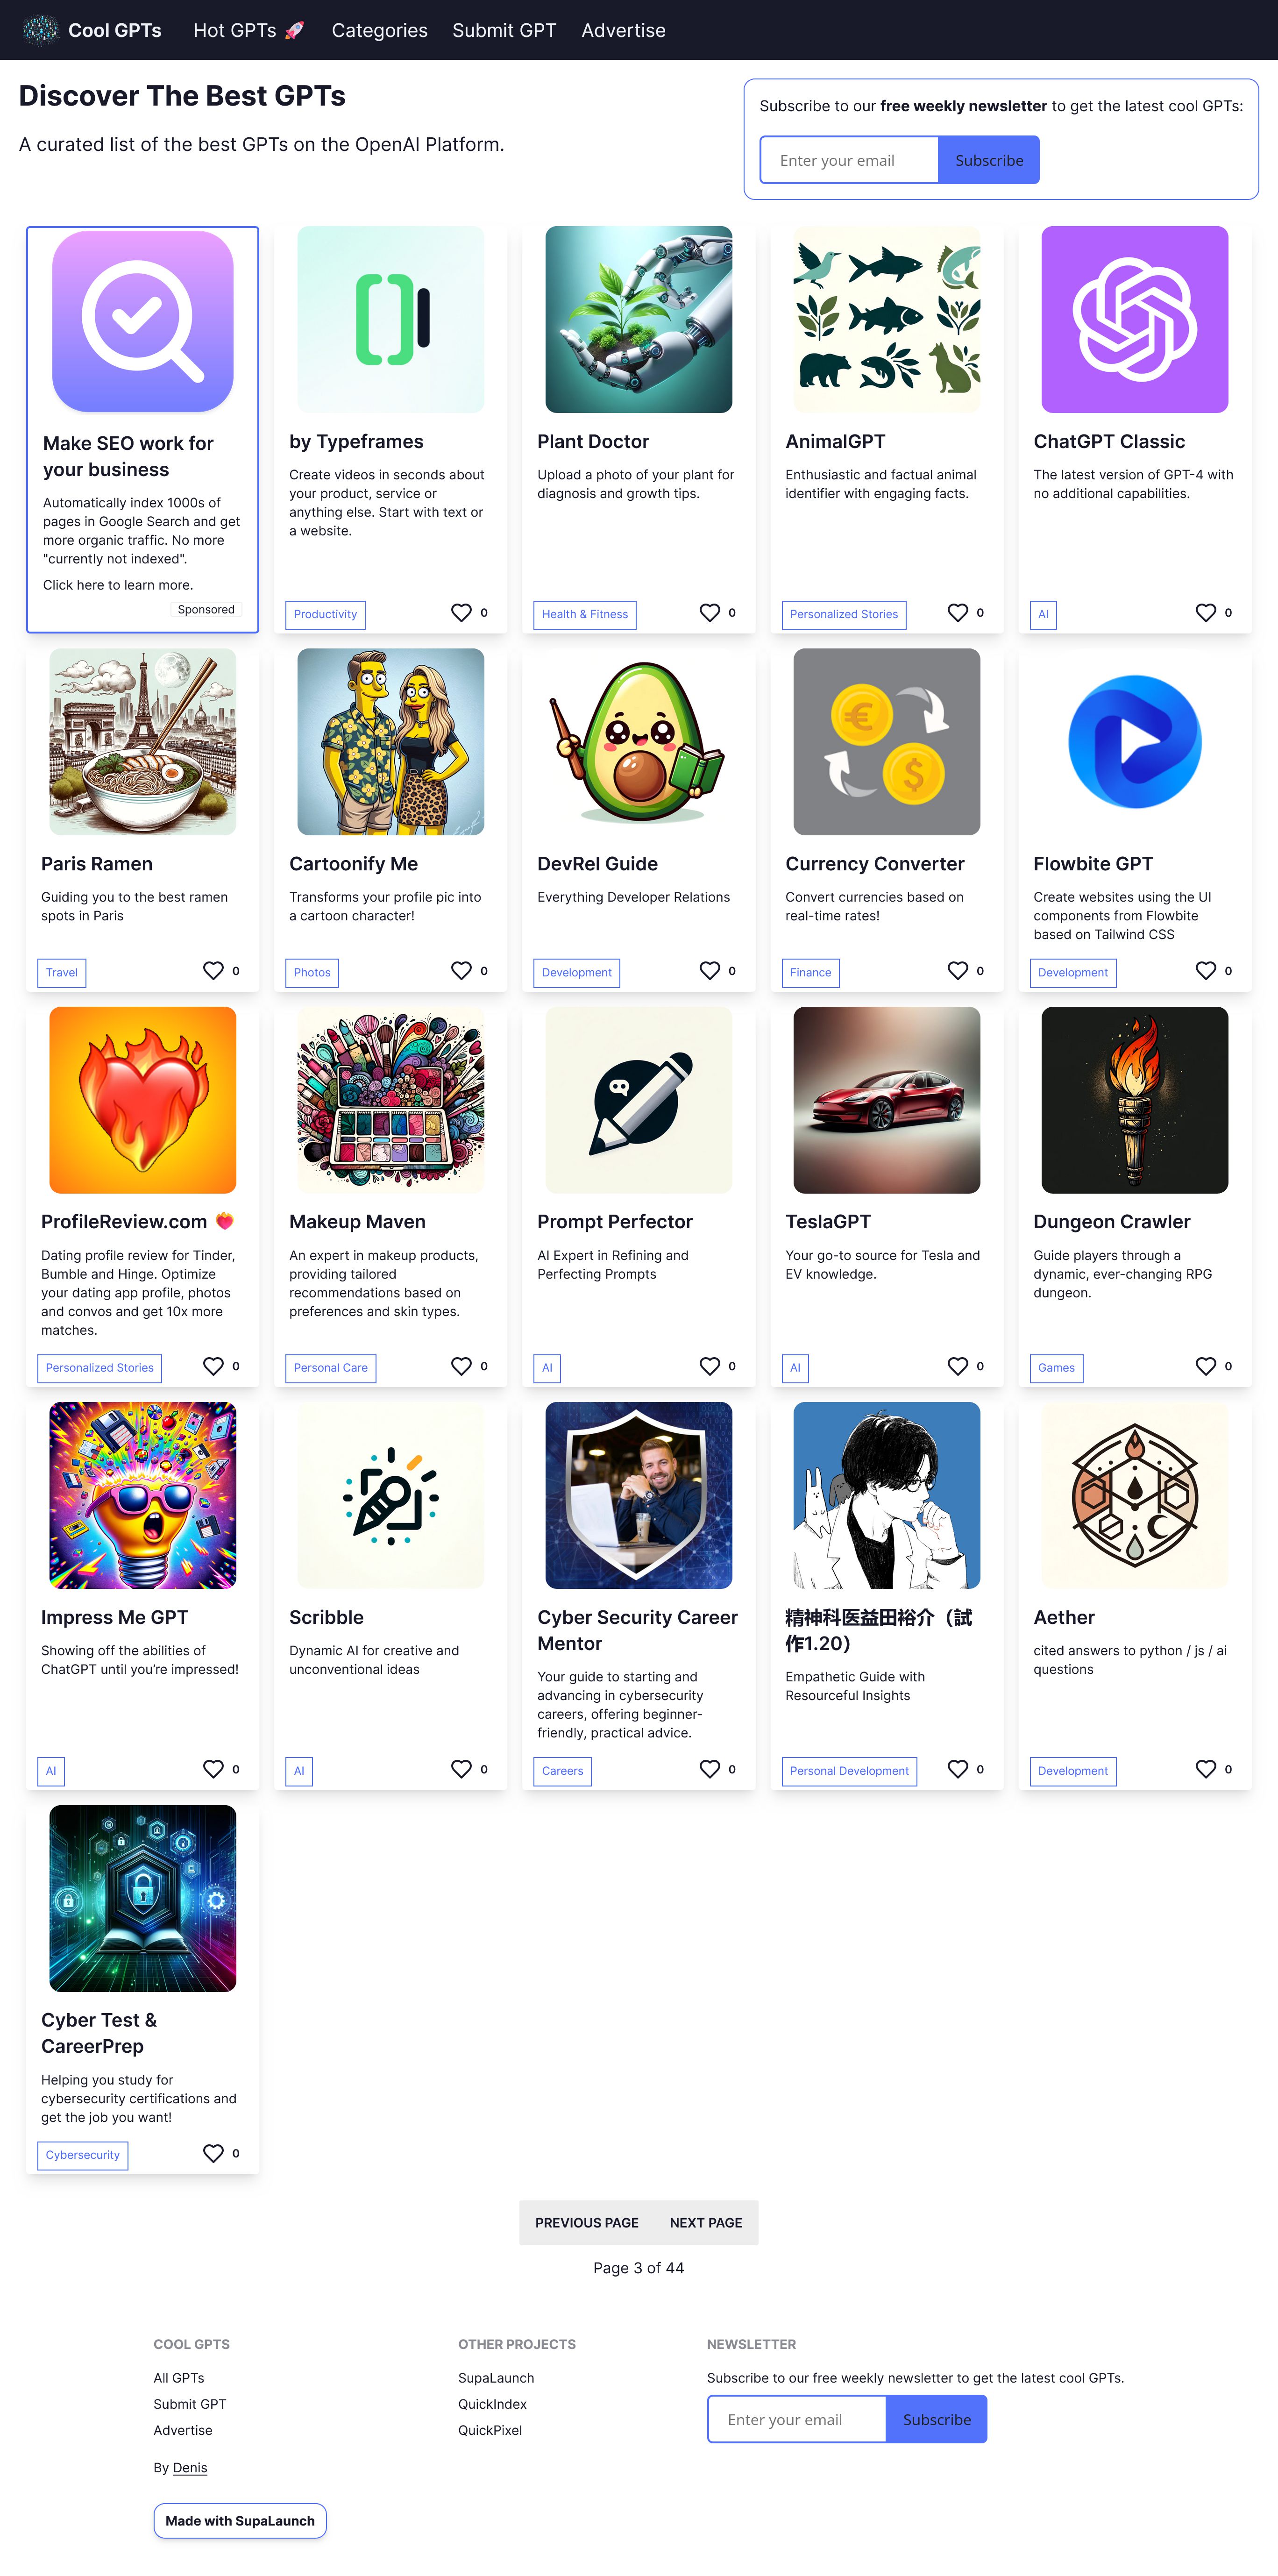 Cool GPTs
Hot GPTs 🚀
Categories
Submit GPT
Advertise
Discover The Best GPTs
A curated list of the best GPTs on the OpenAI Platform.
Subscribe to our free weekly newsletter to get the latest cool GPTs:
Enter your email
Subscribe
Make SEO work for
your business
Automatically index 1000s of
pages in Google Search and get
more organic traffic. No more
"currently not indexed".
Click here to learn more.
Sponsored
by Typeframes
Create videos in seconds about
your product, service or
anything else. Start with text or
a website.
Productivity
0
Plant Doctor
Upload a photo of your plant for
diagnosis and growth tips.
Health & Fitness
0
AnimalGPT
Enthusiastic and factual animal
identifier with engaging facts.
Personalized Stories
0
ChatGPT Classic
The latest version of GPT-4 with
no additional capabilities.
AI
0
Paris Ramen
Guiding you to the best ramen
spots in Paris
Travel
0
Cartoonify Me
Transforms your profile pic into
a cartoon character!
Photos
0
DevRel Guide
Everything Developer Relations
Development
0
Currency Converter
Convert currencies based on
real-time rates!
Finance
0
Flowbite GPT
Create websites using the UI
components from Flowbite
based on Tailwind CSS
Development
0
ProfileReview.com ❤️‍🔥
Dating profile review for Tinder,
Bumble and Hinge. Optimize
your dating app profile, photos
and convos and get 10x more
matches.
Personalized Stories
0
Makeup Maven
An expert in makeup products,
providing tailored
recommendations based on
preferences and skin types.
Personal Care
0
Prompt Perfector
AI Expert in Refining and
Perfecting Prompts
AI
0
TeslaGPT
Your go-to source for Tesla and
EV knowledge.
AI
0
Dungeon Crawler
Guide players through a
dynamic, ever-changing RPG
dungeon.
Games
0
Impress Me GPT
Showing off the abilities of
ChatGPT until you're impressed!
AI
0
Scribble
Dynamic AI for creative and
unconventional ideas
AI
0
Cyber Security Career
Mentor
Your guide to starting and
advancing in cybersecurity
careers, offering beginner-
friendly, practical advice.
Careers
0
精神科医益田裕介（試
作1.20）
Empathetic Guide with
Resourceful Insights
Personal Development
0
Aether
cited answers to python / js / ai
questions
Development
0
Cyber Test &
CareerPrep
Helping you study for
cybersecurity certifications and
get the job you want!
Cybersecurity
0
PREVIOUS PAGE
NEXT PAGE
Page 3 of 44
COOL GPTS
All GPTs
Submit GPT
Advertise
By Denis
Made with SupaLaunch
OTHER PROJECTS
SupaLaunch
QuickIndex
QuickPixel
NEWSLETTER
Subscribe to our free weekly newsletter to get the latest cool GPTs.
Enter your email
Subscribe